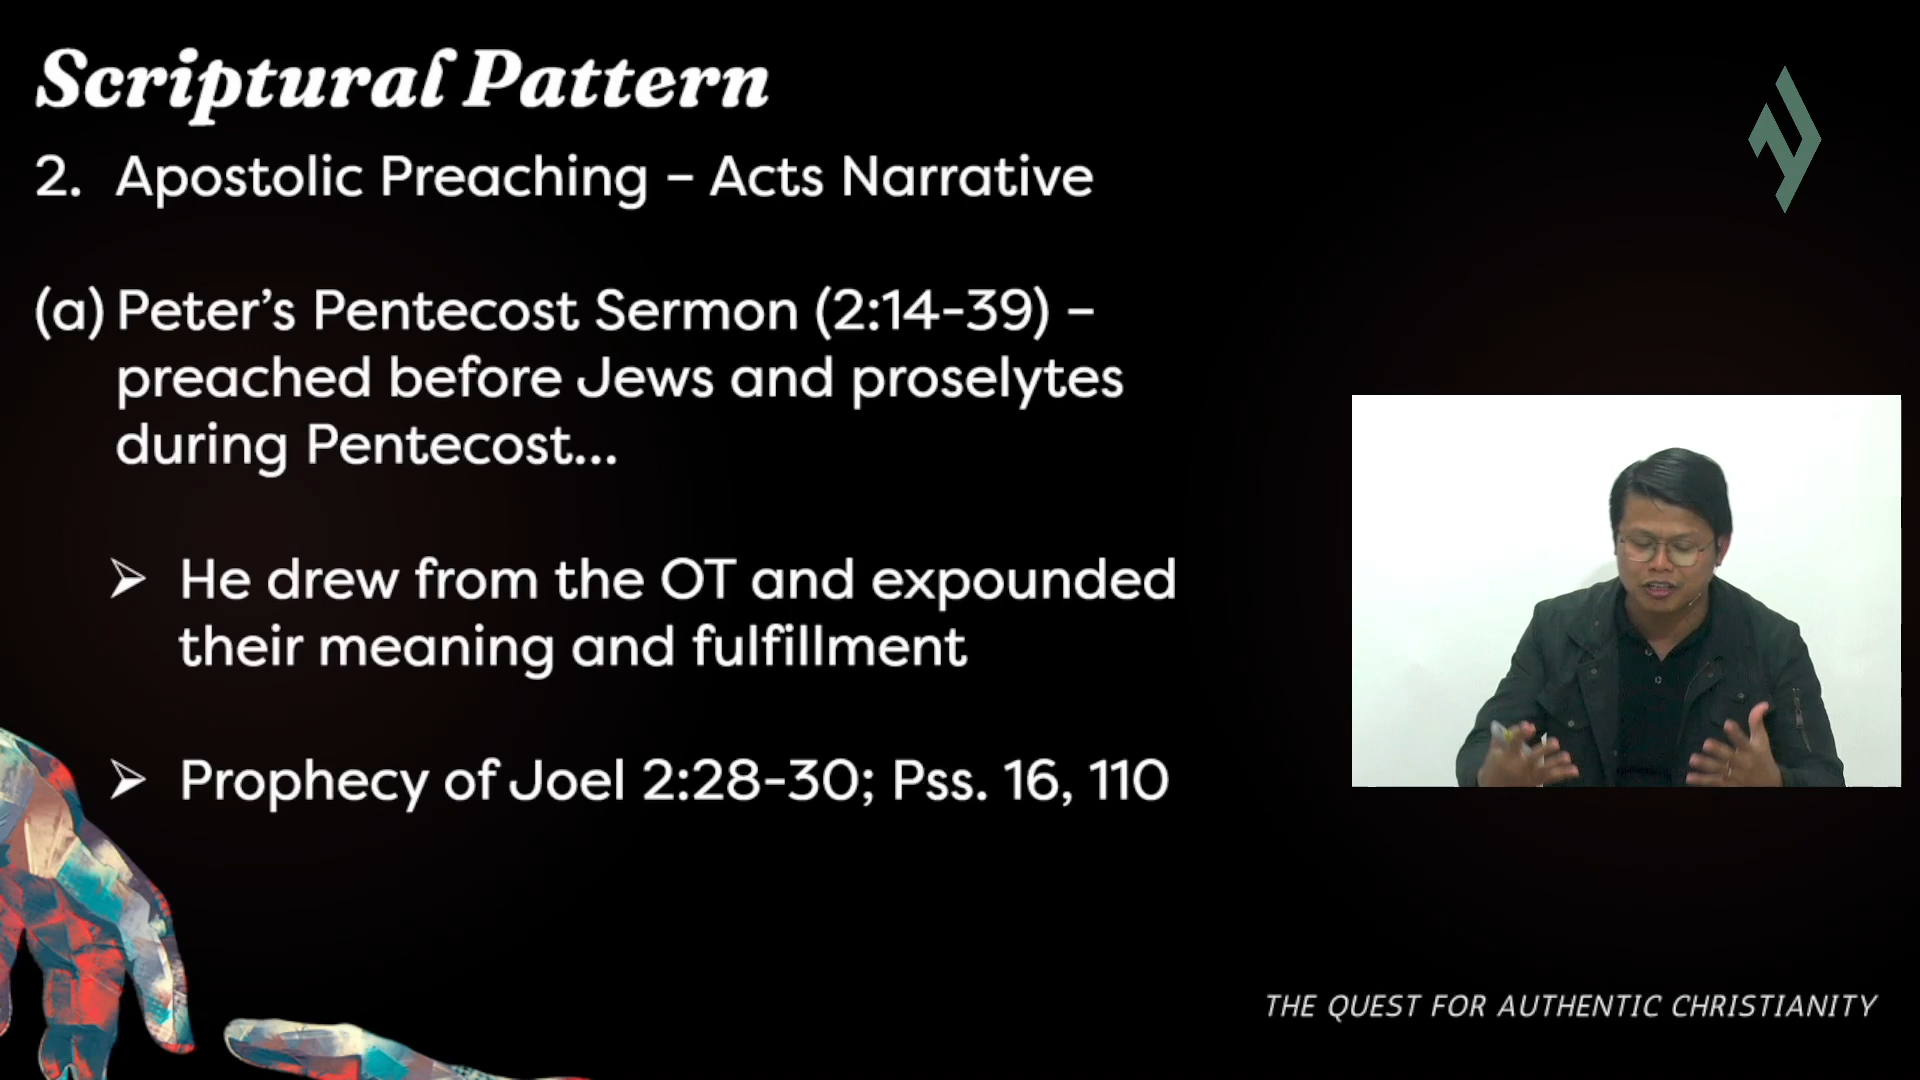 Scriptural Pattern
2. Apostolic Preaching – Acts Narrative
(a) Peter’s Pentecost Sermon (2:14-39) –
preached before Jews and proselytes
during Pentecost...
➢ He drew from the OT and expounded
their meaning and fulfillment
➢ Prophecy of Joel 2:28-30; Pss. 16, 110
THE QUEST FOR AUTHENTIC CHRISTIANITY